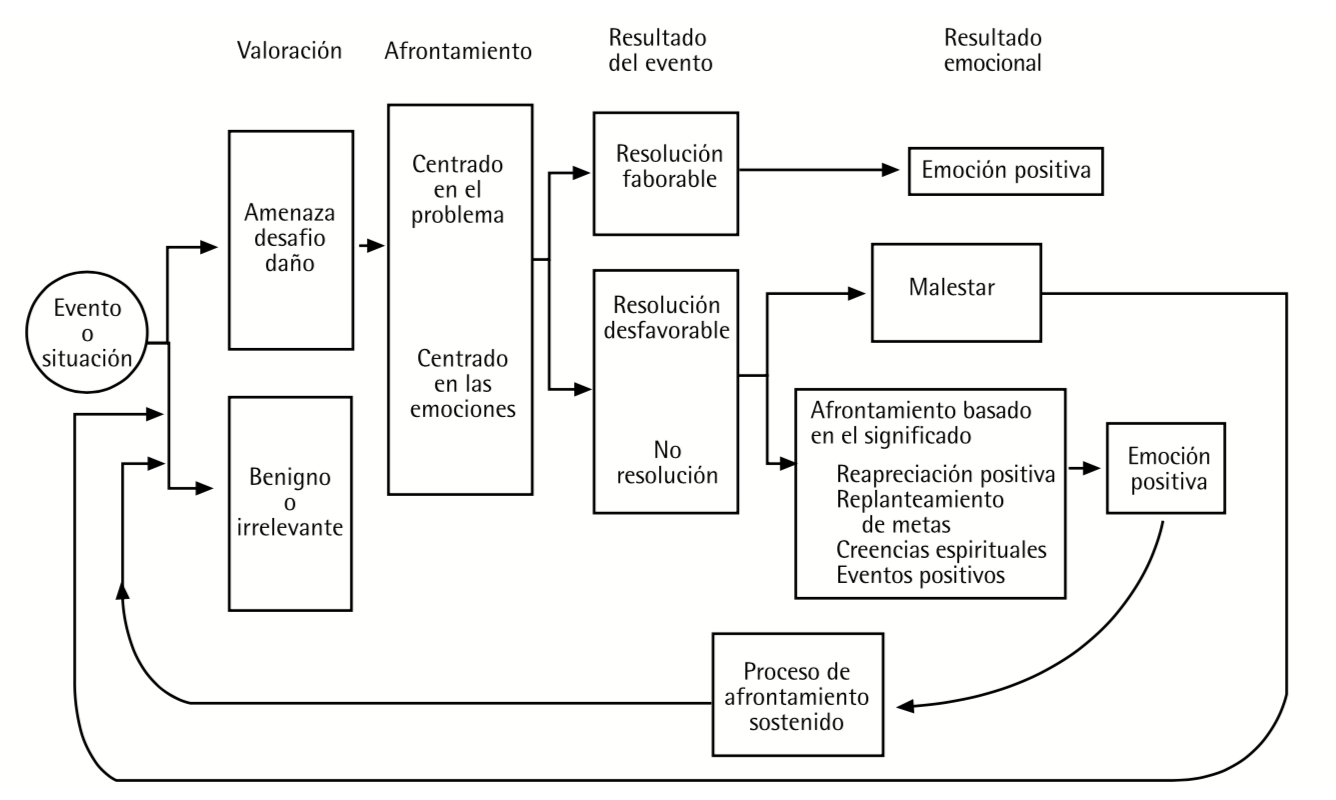 Valoración
Afrontamiento
Resultado
del evento
Resultado
emocional
Evento
o
situación
Amenaza
desafio
daño
Benigno
o
irrelevante
Centrado
en el
problema
Centrado
en las
emociones
Resolución
faborable
Resolución
desfavorable
No
resolución
Emoción positiva
Malestar
Afrontamiento basado
en el significado
Reapreciación positiva
Replanteamiento
de metas
Creencias espirituales
Eventos positivos
Emoción
positiva
Proceso de
afrontamiento
sostenido